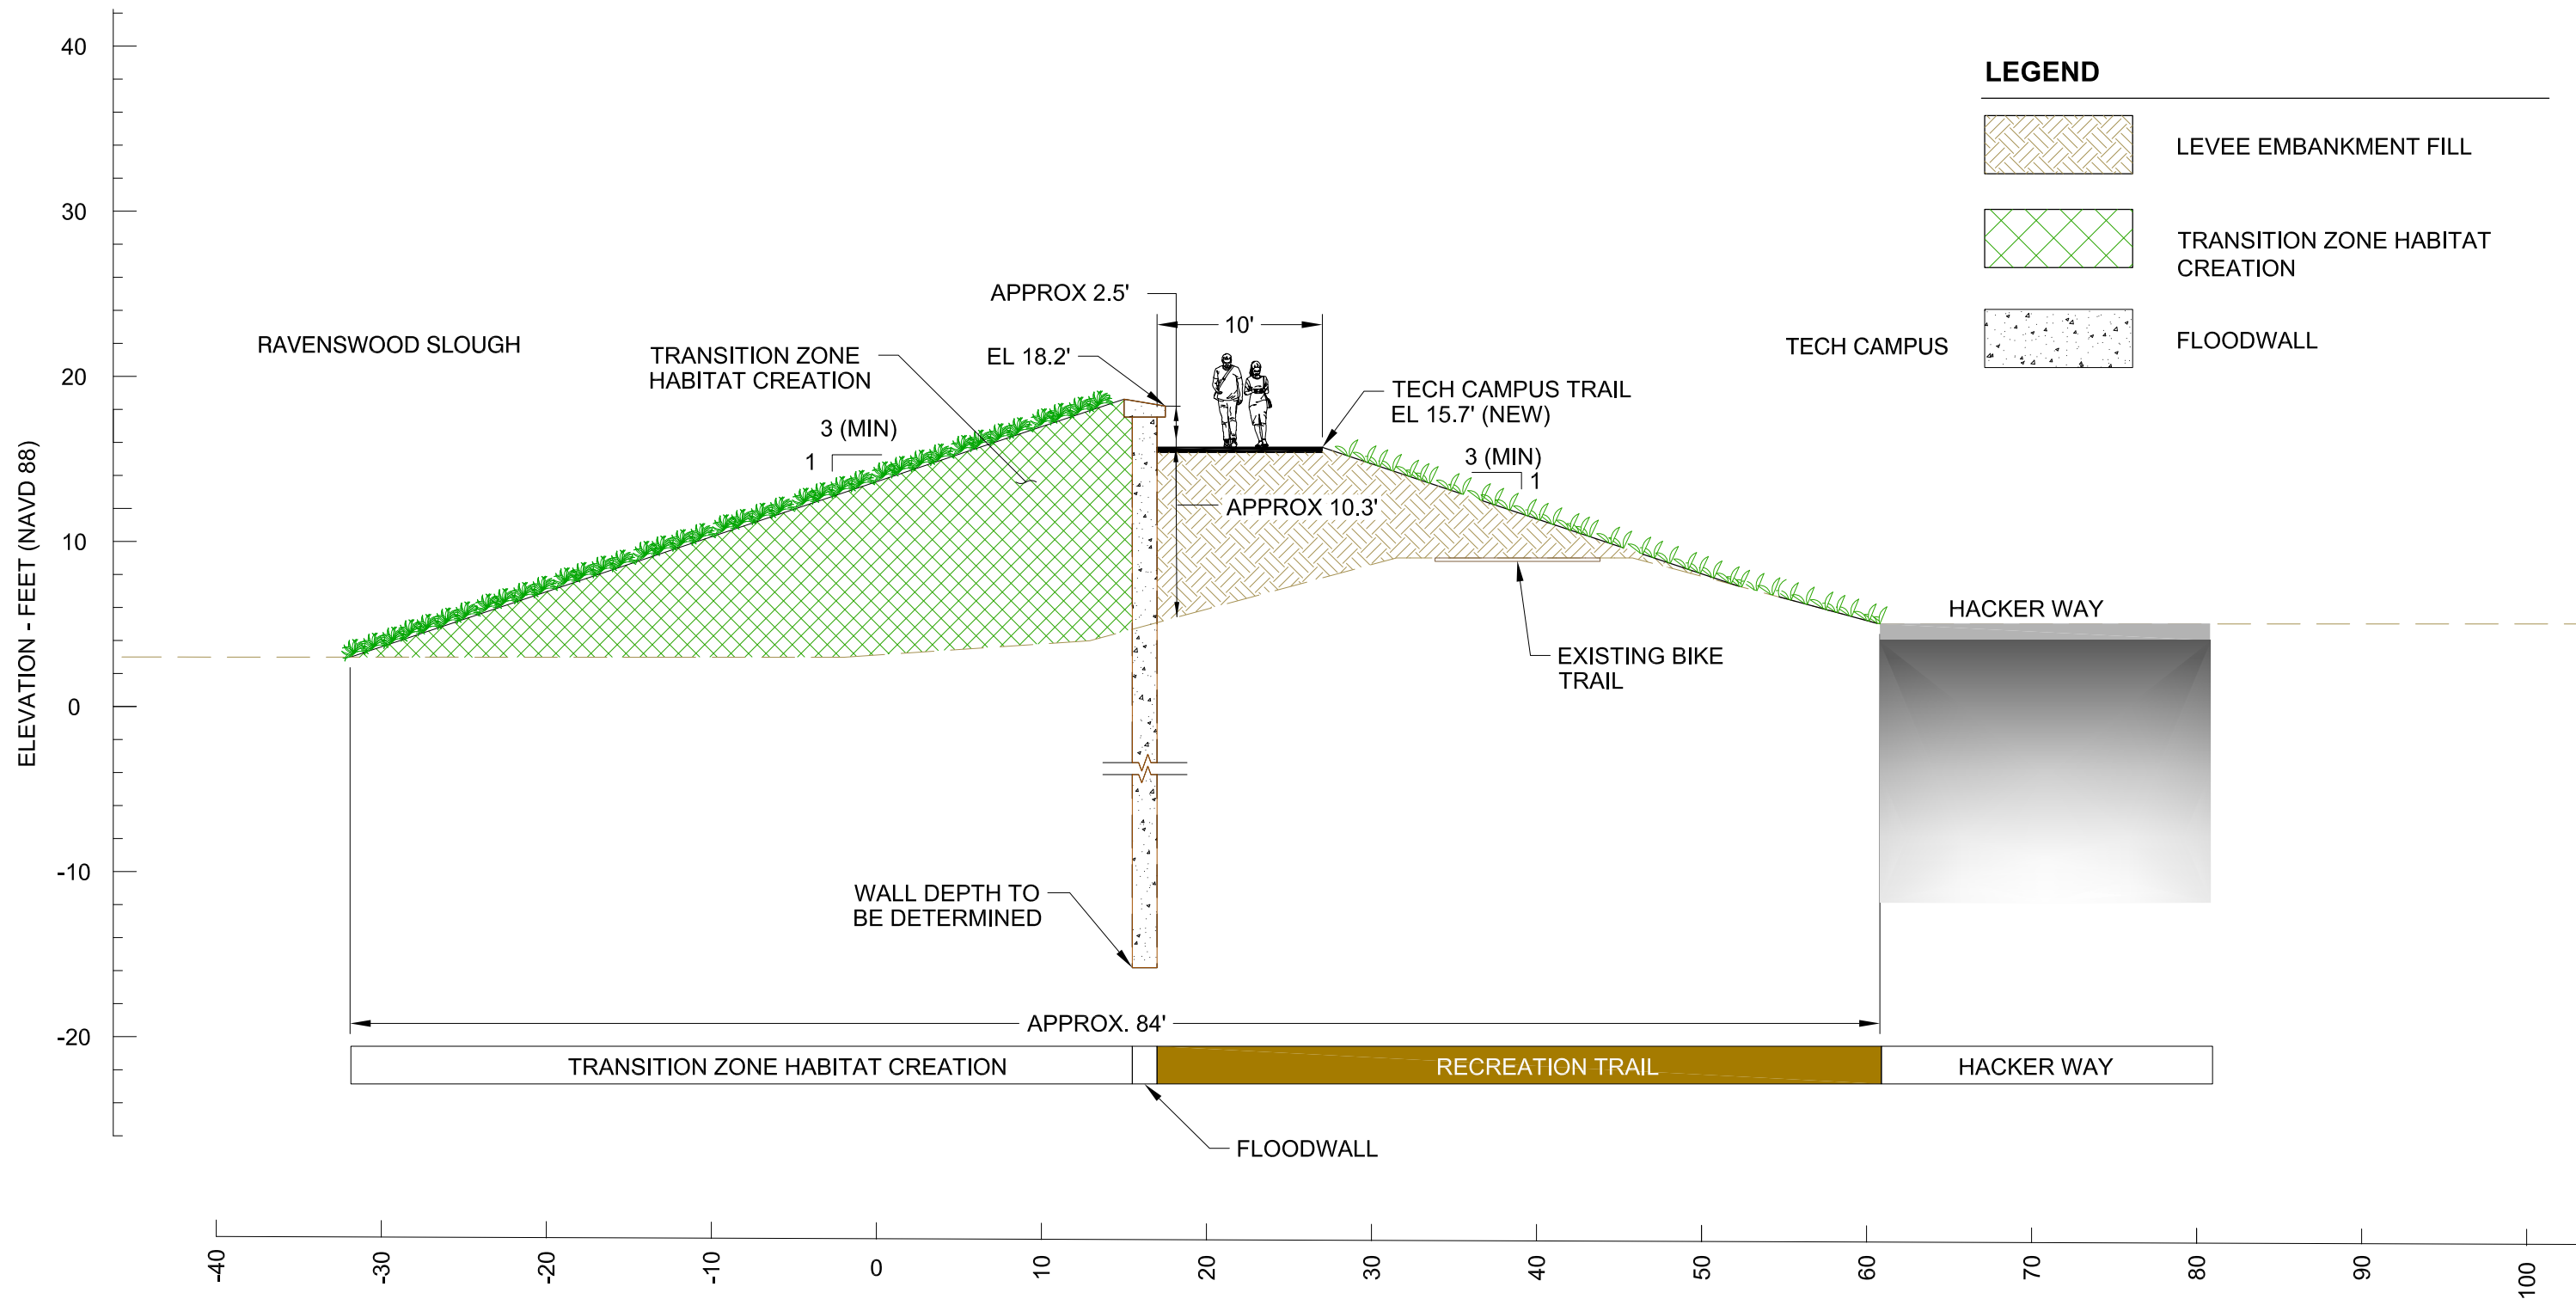 40
30
20
10
0
-10
-20
ELEVATION - FEET (NAVD 88)
LEGEND
LEVEE EMBANKMENT FILL
TRANSITION ZONE HABITAT
CREATION
FLOODWALL
RAVENSWOOD SLOUGH
TRANSITION ZONE
HABITAT CREATION
3 (MIN)
1
APPROX 2.5'
EL 18.2'
10'
TECH CAMPUS
TECH CAMPUS TRAIL
EL 15.7' (NEW)
3 (MIN)
1
APPROX 10.3'
HACKER WAY
EXISTING BIKE
TRAIL
WALL DEPTH TO
BE DETERMINED
APPROX. 84'
TRANSITION ZONE HABITAT CREATION
RECREATION TRAIL
HACKER WAY
FLOODWALL
-40
-30
-20
-10
0
10
20
30
40
50
60
70
80
90
100